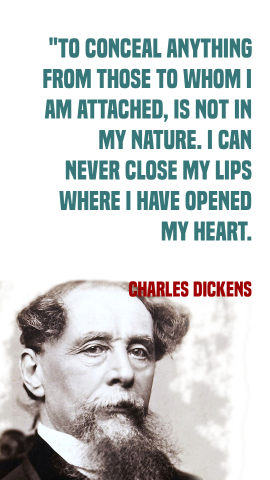 "TO CONCEAL ANYTHING
FROM THOSE TO WHOM I
AM ATTACHED, IS NOT IN
MY NATURE. I CAN
NEVER CLOSE MY LIPS
WHERE I HAVE OPENED
MY HEART.
CHARLES DICKENS